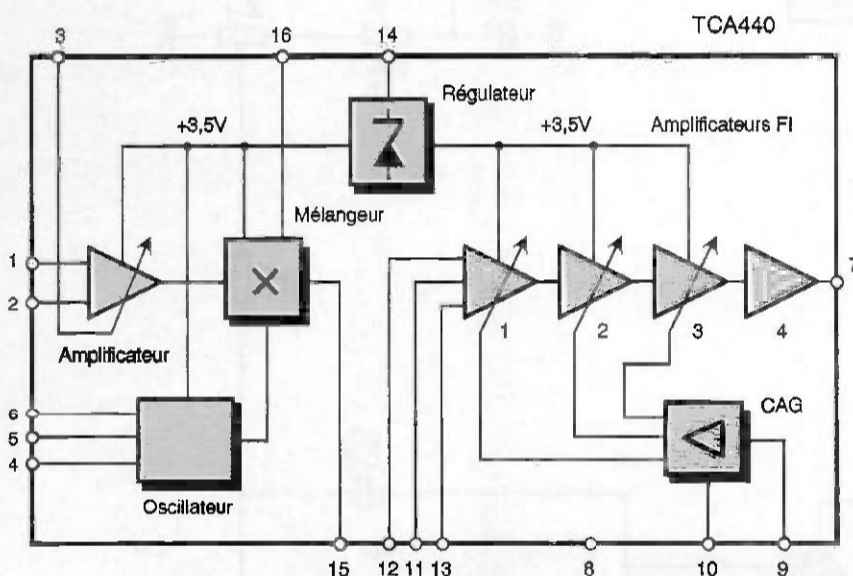 TCA440
3 16 14
Régulateur
+3,5V +3,5V Amplificateurs FI
Mélangeur
1
×
7
2
1 2 3 4
Amplificateur
6
CAG
5
4
Oscillateur
15 12 11 13 8 10 9